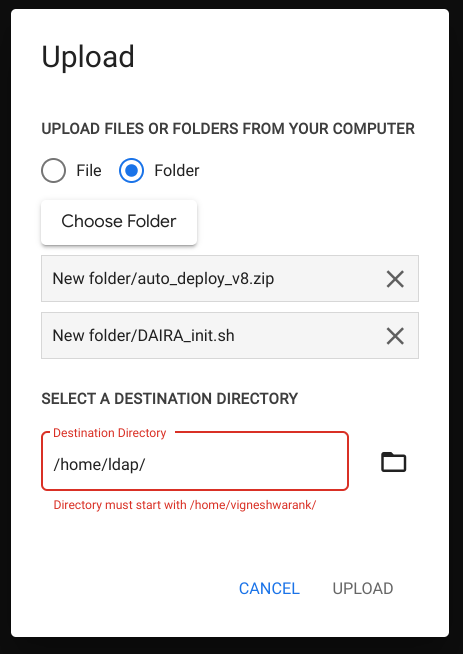 Upload
UPLOAD FILES OR FOLDERS FROM YOUR COMPUTER
File Folder
Choose Folder
New folder/auto_deploy_v8.zip
New folder/DAIRA_init.sh
SELECT A DESTINATION DIRECTORY
Destination Directory
/home/ldap/
Directory must start with /home/vigneshwarank/
CANCEL UPLOAD